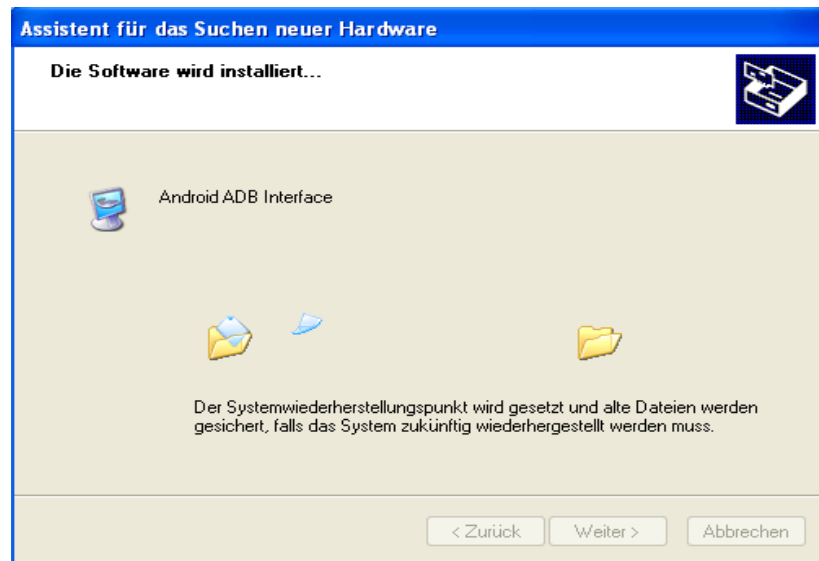 Assistent für das Suchen neuer Hardware
Die Software wird installiert...
Android ADB Interface
Der Systemwiederherstellungspunkt wird gesetzt und alte Dateien werden
gesichert, falls das System zukünftig wiederhergestellt werden muss.
< Zurück
Weiter >
Abbrechen